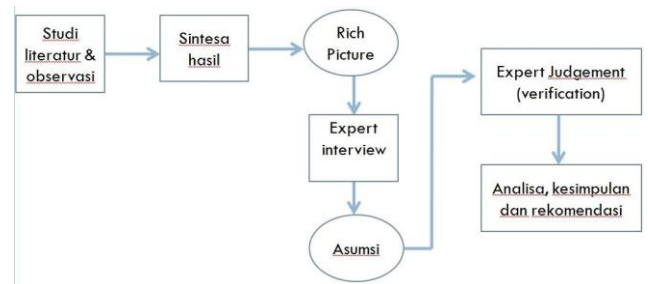 Studi
literatur &
observasi
Sintesa
hasil
Rich
Picture
Expert
interview
Asumsi
Expert Judgement
(verification)
Analisa, kesimpulan
dan rekomendasi